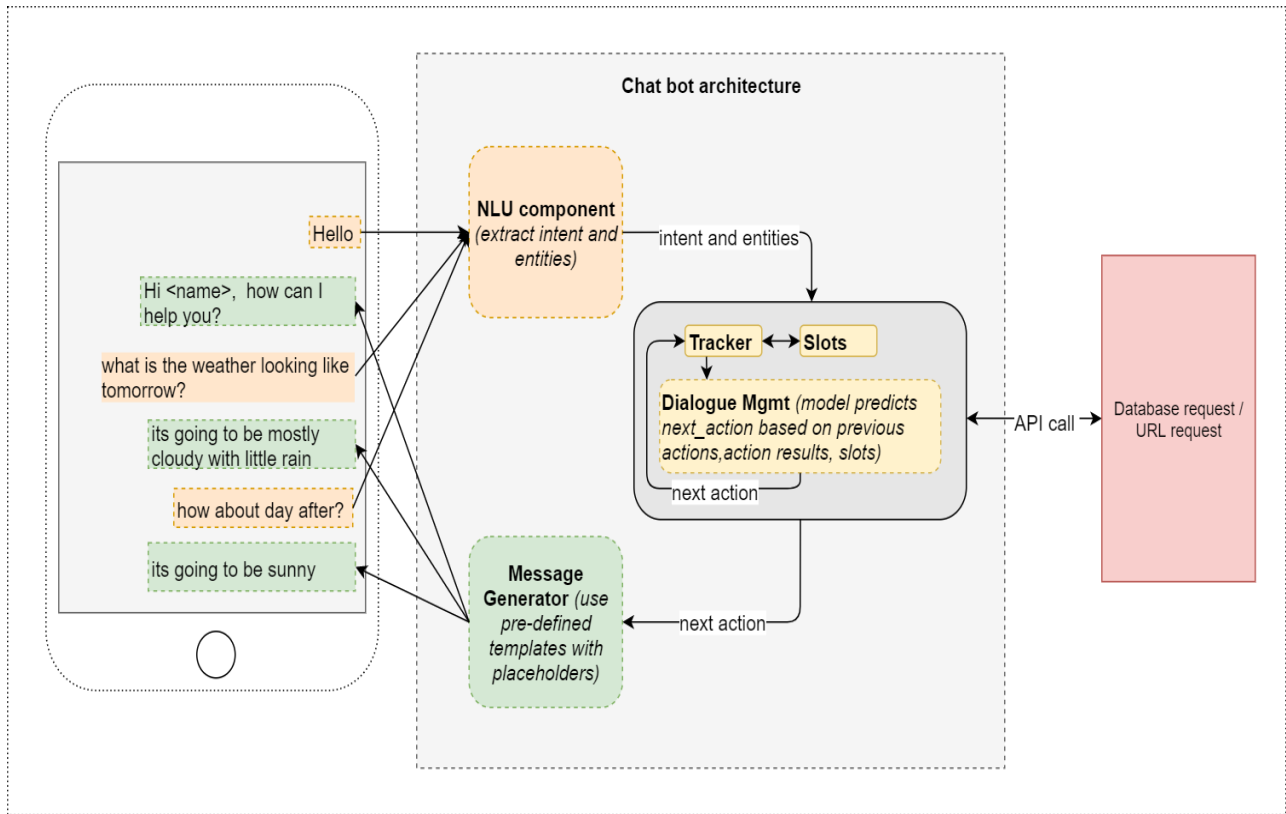 Chat bot architecture
Hello
Hi <name>,  how can I
help you?
what is the weather looking like
tomorrow?
its going to be mostly
cloudy with little rain
how about day after?
its going to be sunny
NLU component
(extract intent and
entities)
intent and entities
Tracker
Slots
Dialogue Mgmt (model predicts
next_action based on previous
actions,action results, slots)
next action
API call
Database request /
URL request
next action
Message
Generator (use
pre-defined
templates with
placeholders)